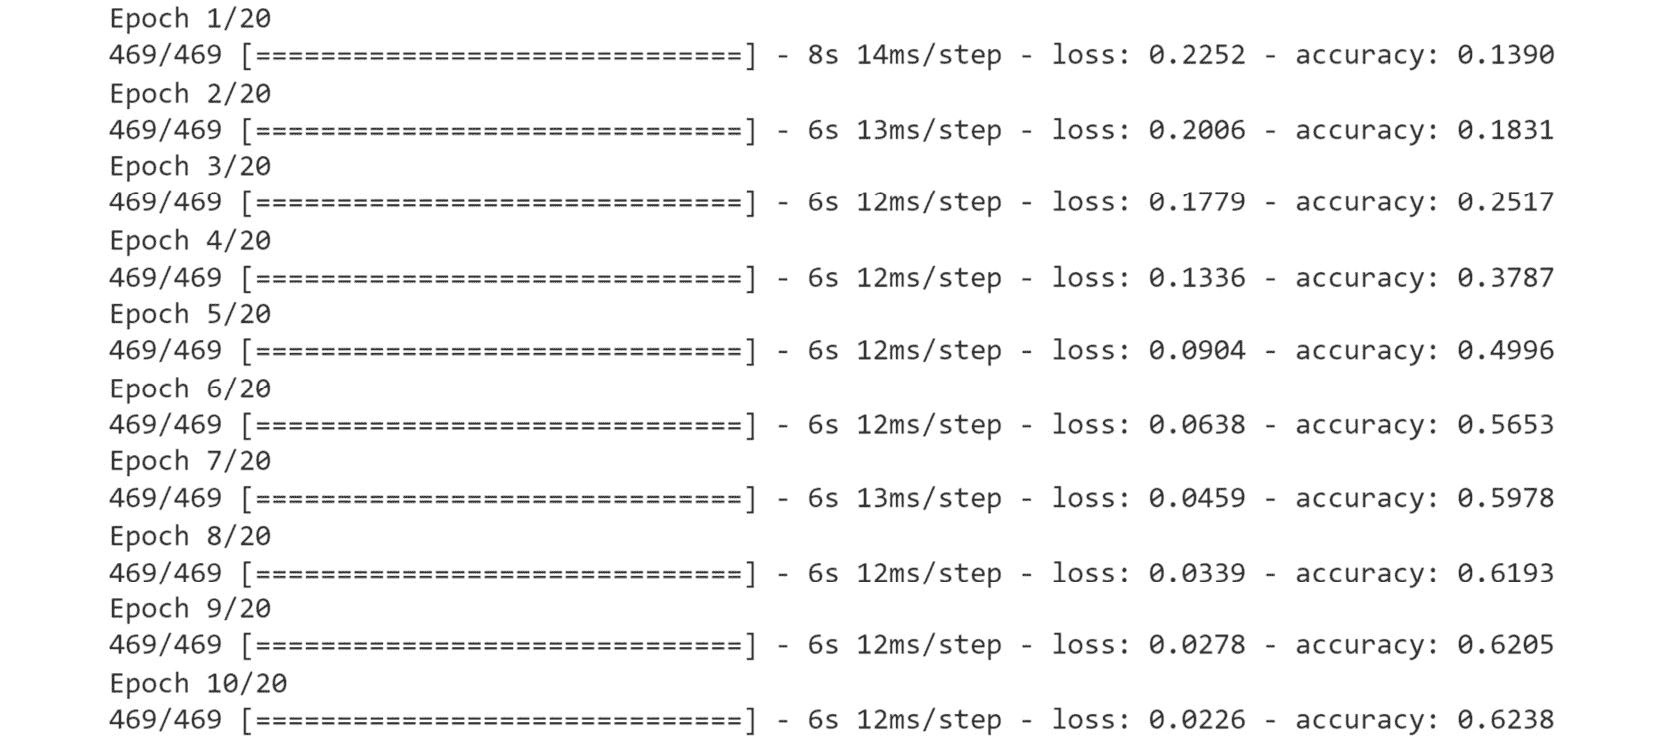 Epoch 1/20
469/469 [==============================] - 8s 14ms/step - loss: 0.2252 - accuracy: 0.1390
Epoch 2/20
469/469 [==============================] - 6s 13ms/step - loss: 0.2006 - accuracy: 0.1831
Epoch 3/20
469/469 [==============================] - 6s 12ms/step - loss: 0.1779 - accuracy: 0.2517
Epoch 4/20
469/469 [==============================] - 6s 12ms/step - loss: 0.1336 - accuracy: 0.3787
Epoch 5/20
469/469 [==============================] - 6s 12ms/step - loss: 0.0904 - accuracy: 0.4996
Epoch 6/20
469/469 [==============================] - 6s 12ms/step - loss: 0.0638 - accuracy: 0.5653
Epoch 7/20
469/469 [==============================] - 6s 13ms/step - loss: 0.0459 - accuracy: 0.5978
Epoch 8/20
469/469 [==============================] - 6s 12ms/step - loss: 0.0339 - accuracy: 0.6193
Epoch 9/20
469/469 [==============================] - 6s 12ms/step - loss: 0.0278 - accuracy: 0.6205
Epoch 10/20
469/469 [==============================] - 6s 12ms/step - loss: 0.0226 - accuracy: 0.6238